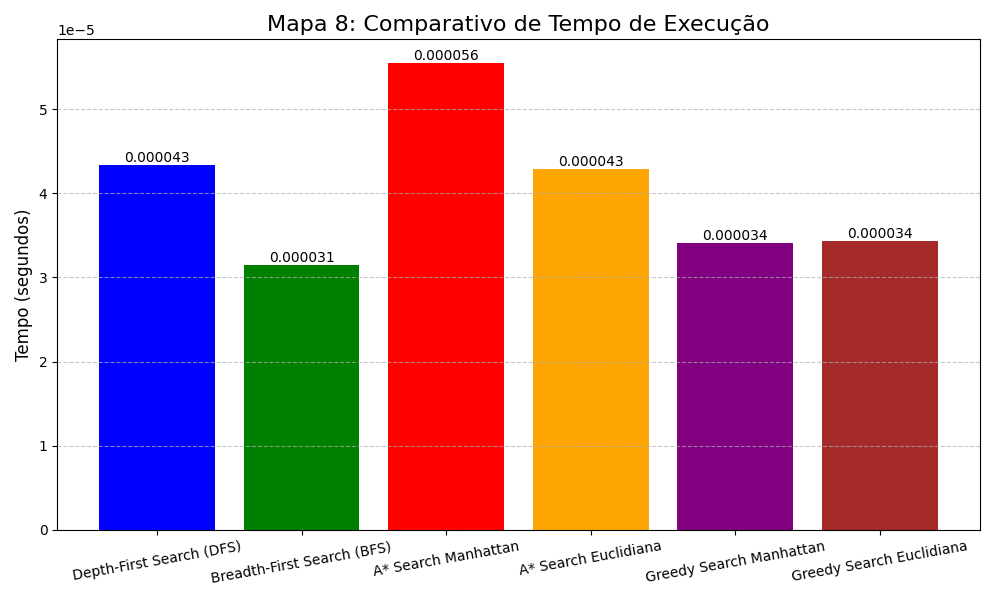 Mapa 8: Comparativo de Tempo de Execução
1e−5
Tempo (segundos)
5
4
3
2
1
0
0.000043
0.000031
0.000056
0.000043
0.000034
0.000034
Depth-First Search (DFS)
Breadth-First Search (BFS)
A* Search Manhattan
A* Search Euclidiana
Greedy Search Manhattan
Greedy Search Euclidiana